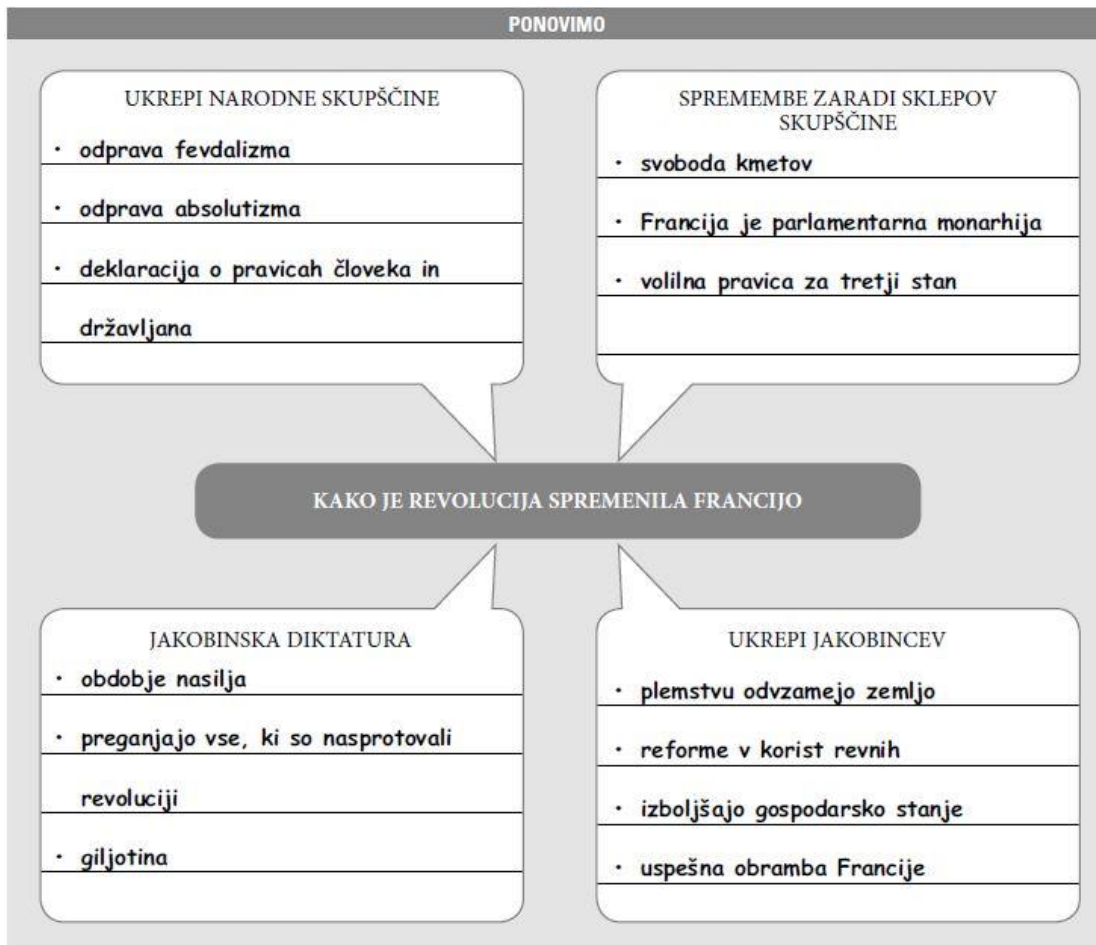 PONOVIMO
UKREPI NARODNE SKUPŠČINE
• odprava fevdalizma
• odprava absolutizma
• deklaracija o pravicah človeka in
državljana
SPREMEMBE ZARADI SKLEPOV
SKUPŠČINE
• svoboda kmetov
• Francija je parlamentarna monarhija
• volilna pravica za tretji stan
KAKO JE REVOLUCIJA SPREMENILA FRANCIJO
JAKOBINSKA DIKTATURA
• obdobje nasilja
• preganjajo vse, ki so nasprotovali
revoluciji
• giljotina
UKREPI JAKOBINCEV
• plemstvu odvzamejo zemljo
• reforme v korist revnih
• izboljšajo gospodarsko stanje
• uspešna obramba Francije